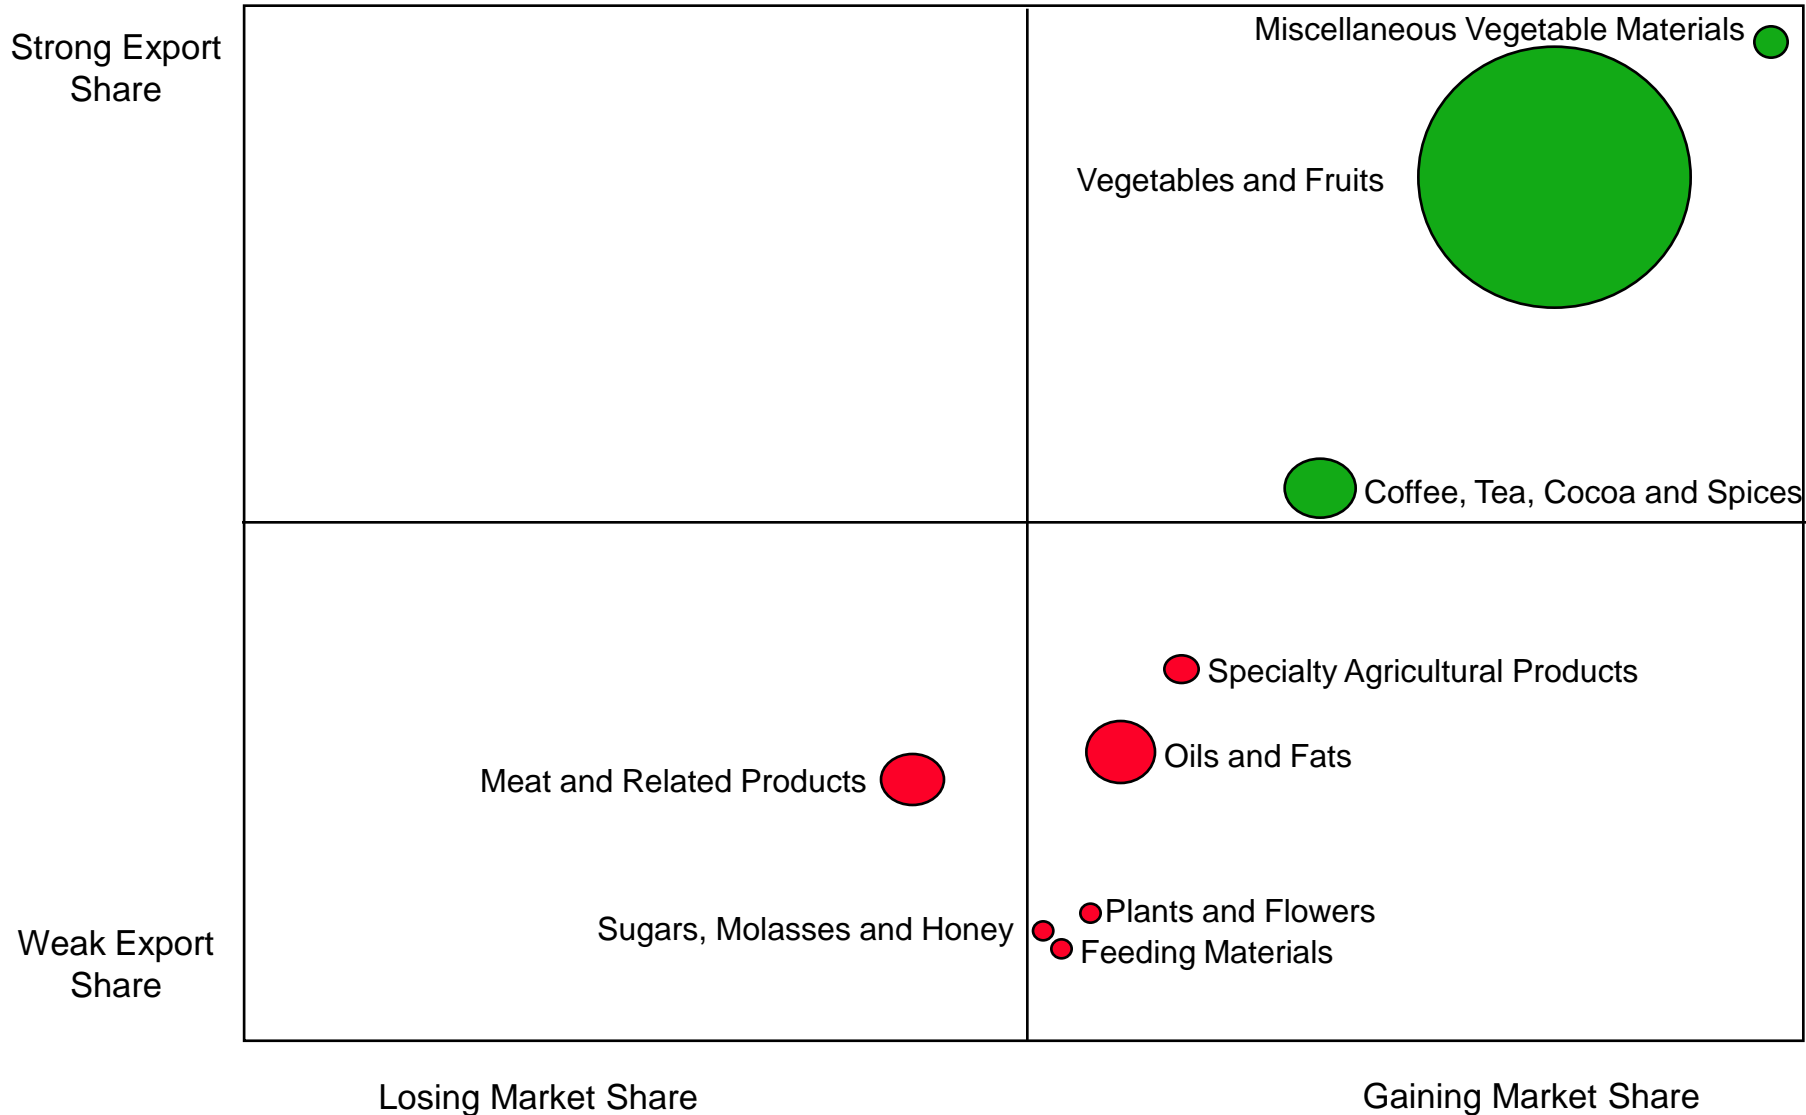 Strong Export
Share
Miscellaneous Vegetable Materials
Vegetables and Fruits
Coffee, Tea, Cocoa and Spices
Specialty Agricultural Products
Oils and Fats
Meat and Related Products
Plants and Flowers
Sugars, Molasses and Honey
Feeding Materials
Weak Export
Share
Losing Market Share
Gaining Market Share